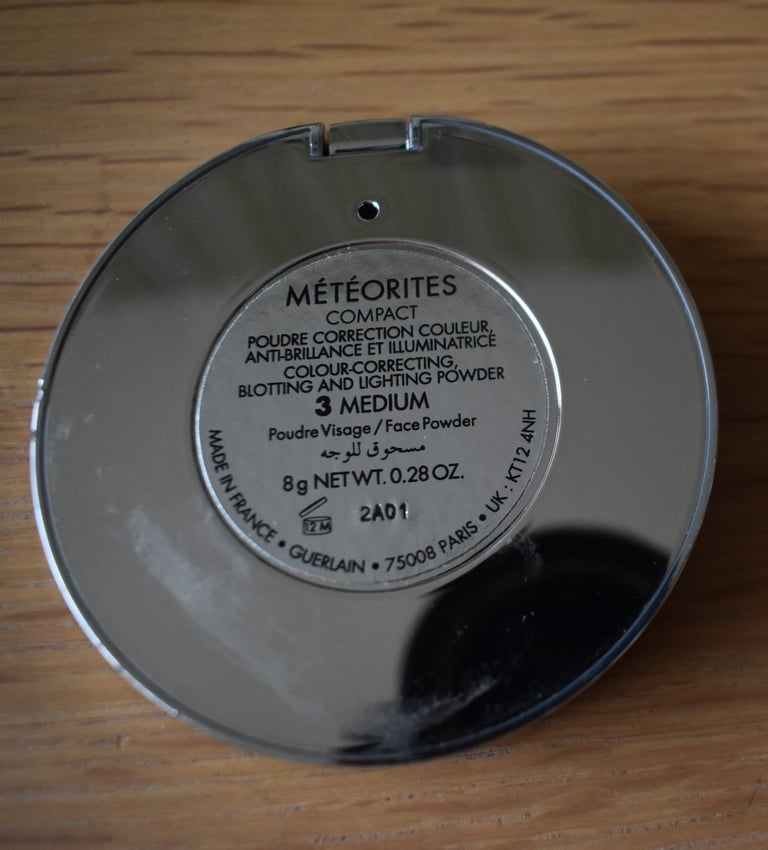 MÉTÉORITES
COMPACT
POUDRE CORRECTION COULEUR,
ANTI-BRILLANCE ET ILLUMINATRICE
COLOUR-CORRECTING,
BLOTTING AND LIGHTING POWDER
3 MEDIUM
Poudre Visage / Face Powder
مسحوق للوجه
8g NET WT. 0.28 OZ.
12 M
2A01
MADE IN FRANCE • GUERLAIN • 75008 PARIS • UK : KT12 4NH